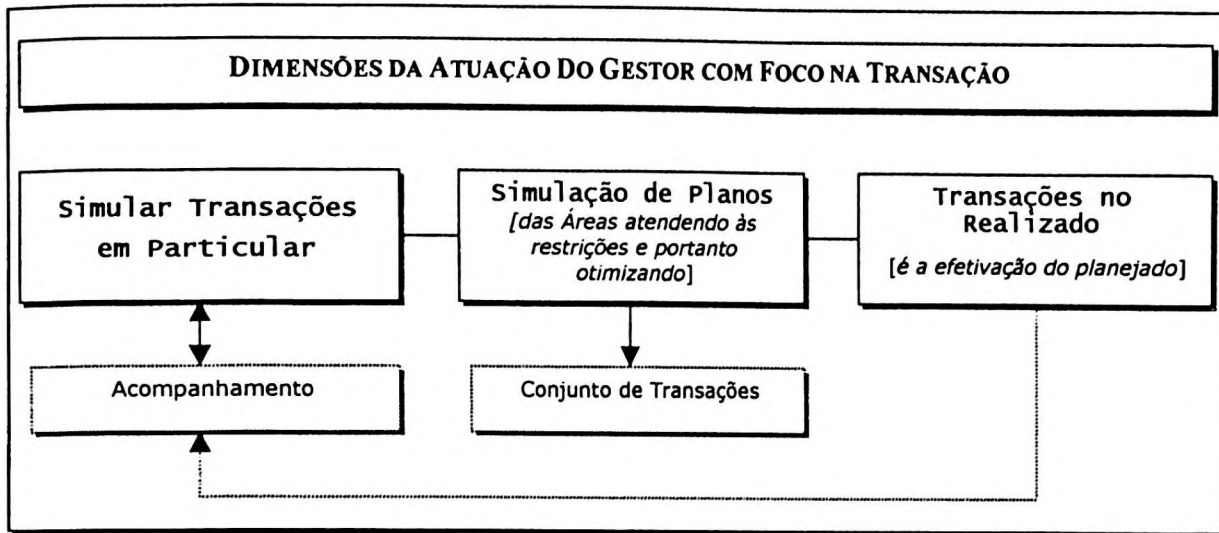 DIMENSÕES DA ATUAÇÃO DO GESTOR COM FOCO NA TRANSAÇÃO
Simular Transações
em Particular
Simulação de Planos
[das Áreas atendendo às
restrições e portanto
otimizando]
Transações no
Realizado
[é a efetivação do planejado]
Acompanhamento
Conjunto de Transações